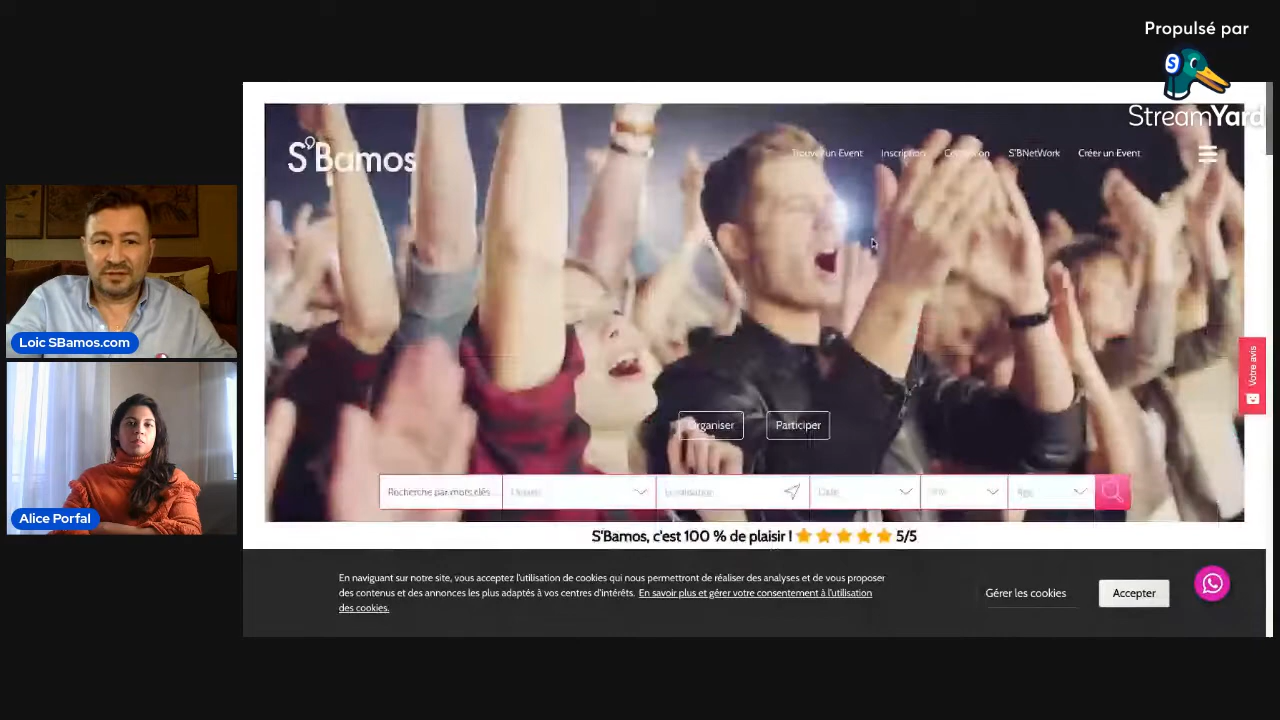 Propulsé par
StreamYard
S'Bamos
Trouver un Event
Inscription
Connexion
S'BNetWork
Créer un Event
Votre avis
Loic SBamos.com
Organiser
Participer
Recherche par mots clés ...
Date
Age
S'Bamos, c'est 100 % de plaisir ! 5/5
Alice Porfal
En naviguant sur notre site, vous acceptez l'utilisation de cookies qui nous permettront de réaliser des analyses et de vous proposer
des contenus et des annonces les plus adaptés à vos centres d'intérêts. En savoir plus et gérer votre consentement à l'utilisation
des cookies.
Gérer les cookies
Accepter